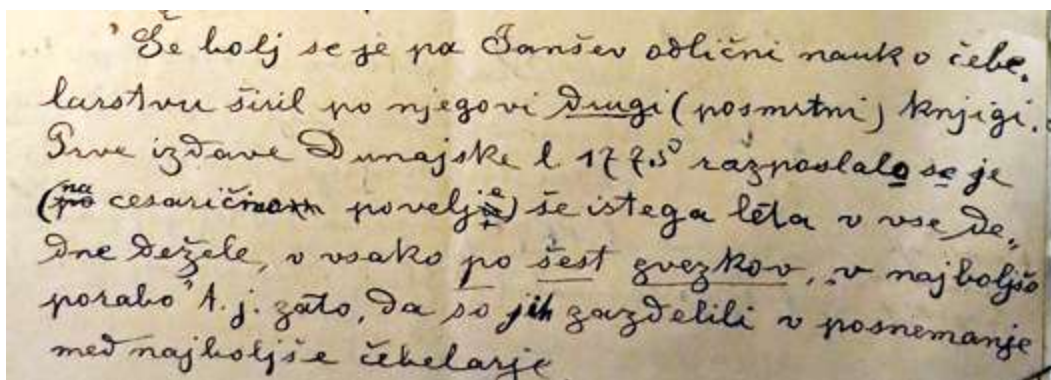 "Še bolj se je pa Janšev odlični nauk o čebe„
larstvu širil po njegovi drugi (posmrtni) knjigi.
Prve izdave Dunajske l 1775 razposlalo se je
(na cesaričino povelje) še istega leta v vse de„
dne dežele, v vsako po šest zvezkov, „v najboljšo
porabo" t. j. zato, da so jih razdelili v posnemanje
med najboljše čebelarje